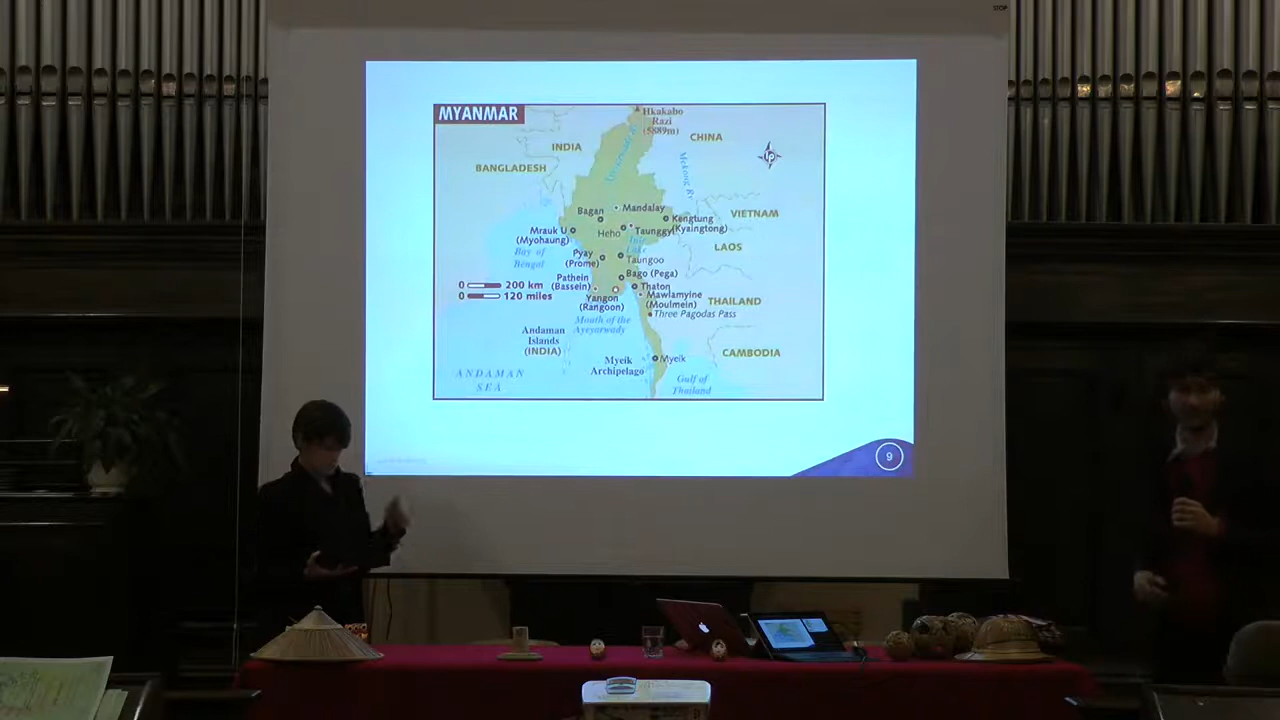 STOP
MYANMAR
Hkakabo
Razi
(5889m)
CHINA
INDIA
BANGLADESH
Mekong R
Bagan
Mandalay
Kengtung
(Kyaingtong)
VIETNAM
Mrauk U
(Myohaung)
Heho
Taunggyi
Inle
Lake
LAOS
Bay of
Bengal
Pyay
(Prome)
Taungoo
Pathein
(Bassein)
Bago (Pega)
Thaton
0 200 km
0 120 miles
Yangon
(Rangoon)
Mawlamyine
(Moulmein)
THAILAND
Three Pagodas Pass
Mouth of the
Ayeyarwady
Andaman
Islands
(INDIA)
CAMBODIA
Myeik
Archipelago
Myeik
ANDAMAN
SEA
Gulf of
Thailand
9